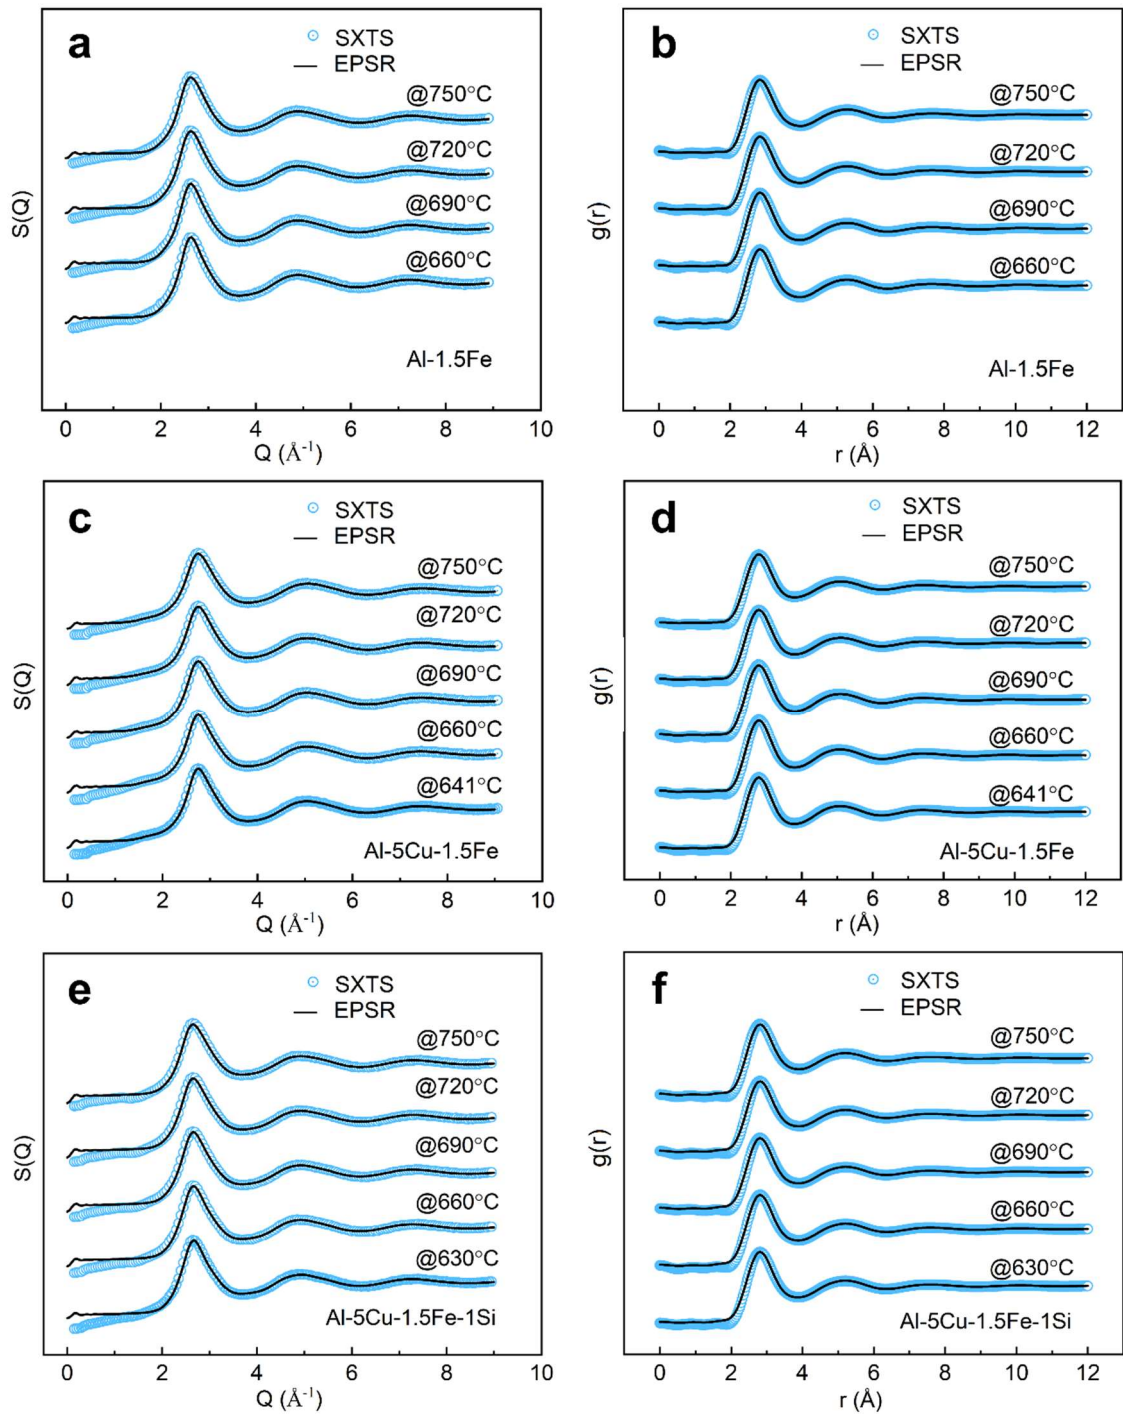 a
SXTS
EPSR
@750°C
@720°C
@690°C
@660°C
Al-1.5Fe
S(Q)
0 2 4 6 8 10
Q (Å⁻¹)
b
SXTS
EPSR
@750°C
@720°C
@690°C
@660°C
Al-1.5Fe
g(r)
0 2 4 6 8 10 12
r (Å)
c
SXTS
EPSR
@750°C
@720°C
@690°C
@660°C
@641°C
Al-5Cu-1.5Fe
S(Q)
0 2 4 6 8 10
Q (Å⁻¹)
d
SXTS
EPSR
@750°C
@720°C
@690°C
@660°C
@641°C
Al-5Cu-1.5Fe
g(r)
0 2 4 6 8 10 12
r (Å)
e
SXTS
EPSR
@750°C
@720°C
@690°C
@660°C
@630°C
Al-5Cu-1.5Fe-1Si
S(Q)
0 2 4 6 8 10
Q (Å⁻¹)
f
SXTS
EPSR
@750°C
@720°C
@690°C
@660°C
@630°C
Al-5Cu-1.5Fe-1Si
g(r)
0 2 4 6 8 10 12
r (Å)